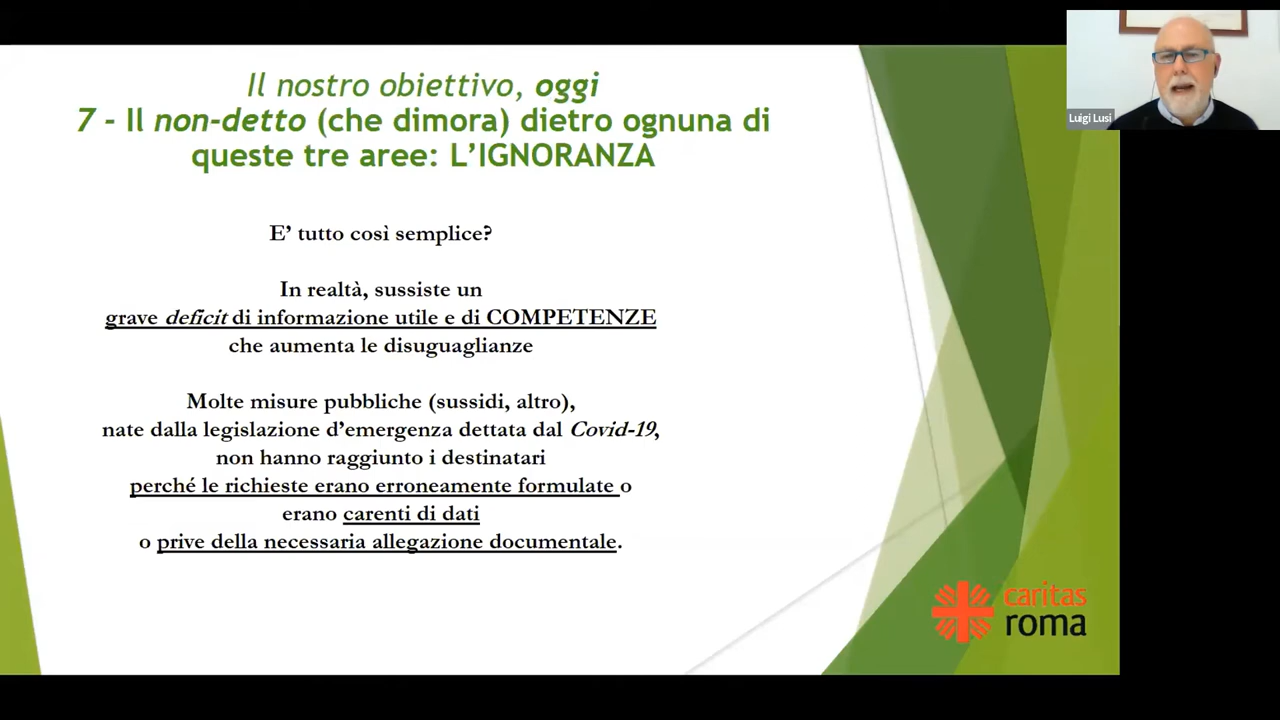 Il nostro obiettivo, oggi
7 - Il non-detto (che dimora) dietro ognuna di
queste tre aree: L’IGNORANZA
E’ tutto così semplice?
In realtà, sussiste un
grave deficit di informazione utile e di COMPETENZE
che aumenta le disuguaglianze
Molte misure pubbliche (sussidi, altro),
nate dalla legislazione d’emergenza dettata dal Covid-19,
non hanno raggiunto i destinatari
perché le richieste erano erroneamente formulate o
erano carenti di dati
o prive della necessaria allegazione documentale.
caritas
roma
Luigi Lusi